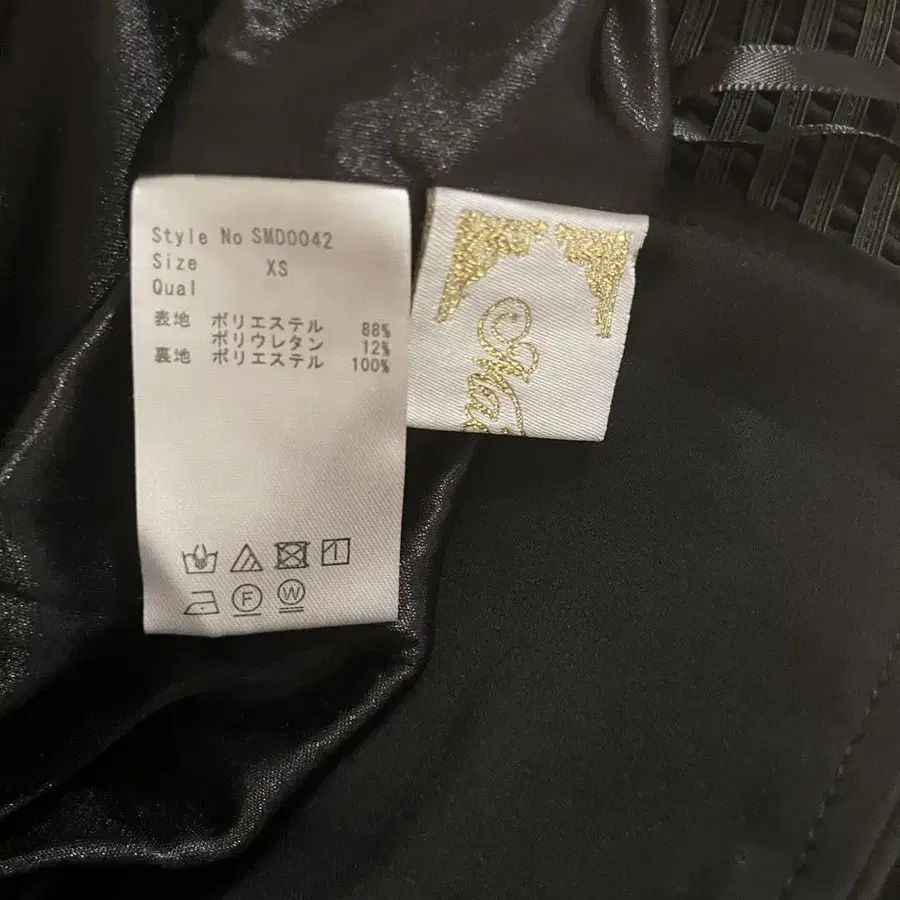 Style No SMD0042
Size XS
Qual
表地 ポリエステル 88%
ポリウレタン 12%
裏地 ポリエステル 100%
F
W